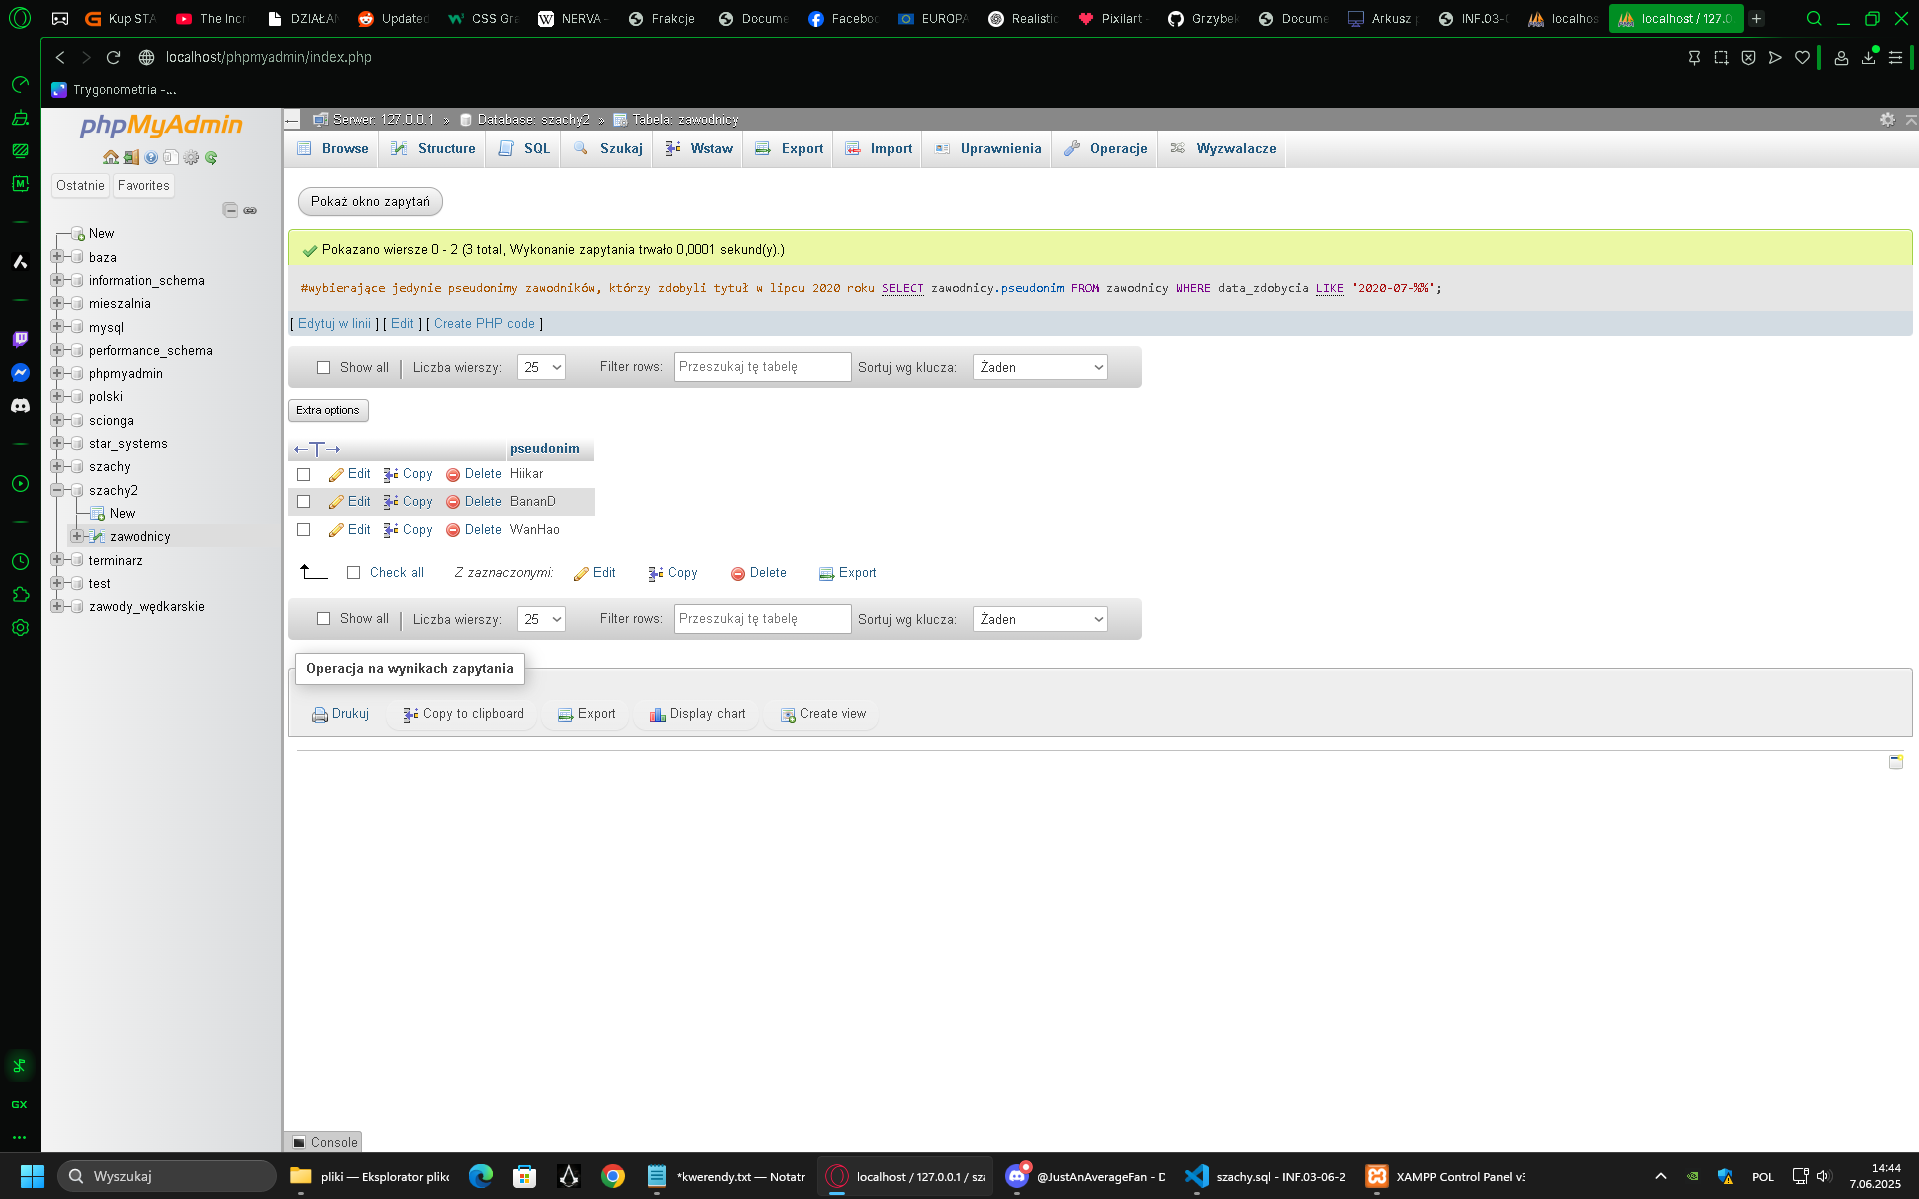 Kup STA
The Incr
DZIAŁAN
Updated
CSS Gra
NERVA -
Frakcje
Docume
Facebo
EUROPA
Realistic
Pixilart -
Grzybek
Docume
Arkusz p
INF.03-0
localhos
localhost / 127.0
localhost/phpmyadmin/index.php
Trygonometria -...
phpMyAdmin
Ostatnie Favorites
New
baza
information_schema
mieszalnia
mysql
performance_schema
phpmyadmin
polski
scionga
star_systems
szachy
szachy2
New
zawodnicy
terminarz
test
zawody_wędkarskie
Serwer: 127.0.0.1 » Database: szachy2 » Tabela: zawodnicy
Browse Structure SQL Szukaj Wstaw Export Import Uprawnienia Operacje Wyzwalacze
Pokaż okno zapytań
Pokazano wiersze 0 - 2 (3 total, Wykonanie zapytania trwało 0,0001 sekund(y).)
#wybierające jedynie pseudonimy zawodników, którzy zdobyli tytuł w lipcu 2020 roku SELECT zawodnicy.pseudonim FROM zawodnicy WHERE data_zdobycia LIKE '2020-07-%%';
[ Edytuj w linii ] [ Edit ] [ Create PHP code ]
Show all Liczba wierszy: 25 Filter rows: Przeszukaj tę tabelę Sortuj wg klucza: Żaden
Extra options
←T→ pseudonim
Edit Copy Delete Hiikar
Edit Copy Delete BananD
Edit Copy Delete WanHao
Check all Z zaznaczonymi: Edit Copy Delete Export
Show all Liczba wierszy: 25 Filter rows: Przeszukaj tę tabelę Sortuj wg klucza: Żaden
Operacja na wynikach zapytania
Drukuj Copy to clipboard Export Display chart Create view
Console
GX
Wyszukaj
pliki — Eksplorator pliko
*kwerendy.txt — Notatr
localhost / 127.0.0.1 / sza
@JustAnAverageFan - D
szachy.sql - INF.03-06-2
XAMPP Control Panel v3
POL
14:44
7.06.2025